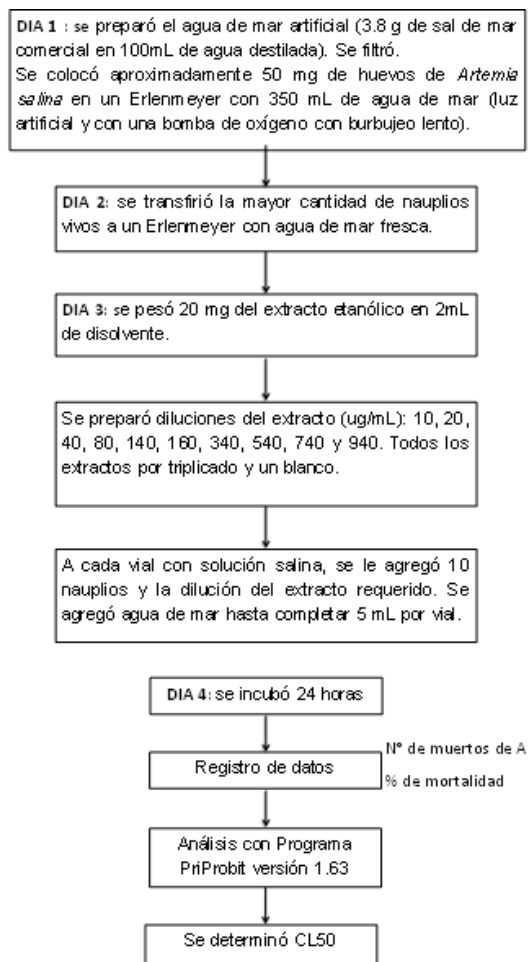 DIA 1 : se preparó el agua de mar artificial (3.8 g de sal de mar
comercial en 100mL de agua destilada). Se filtró.
Se colocó aproximadamente 50 mg de huevos de Artemia
salina en un Erlenmeyer con 350 mL de agua de mar (luz
artificial y con una bomba de oxígeno con burbujeo lento).
DIA 2: se transfirió la mayor cantidad de nauplios
vivos a un Erlenmeyer con agua de mar fresca.
DIA 3: se pesó 20 mg del extracto etanólico en 2mL
de disolvente.
Se preparó diluciones del extracto (ug/mL): 10, 20,
40, 80, 140, 160, 340, 540, 740 y 940. Todos los
extractos por triplicado y un blanco.
A cada vial con solución salina, se le agregó 10
nauplios y la dilución del extracto requerido. Se
agregó agua de mar hasta completar 5 mL por vial.
DIA 4: se incubó 24 horas
N° de muertos de A
Registro de datos
% de mortalidad
Análisis con Programa
PriProbit versión 1.63
Se determinó CL50